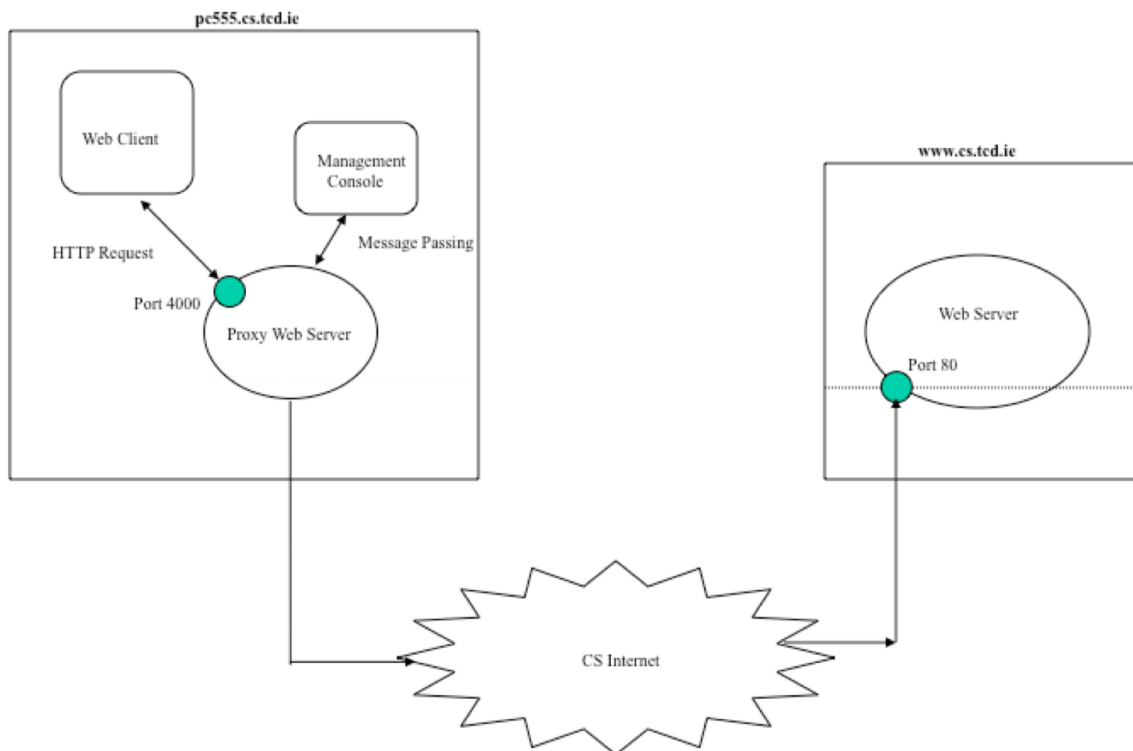 pc555.cs.tcd.ie
Web Client
Management
Console
HTTP Request
Message Passing
Port 4000
Proxy Web Server
www.cs.tcd.ie
Web Server
Port 80
CS Internet